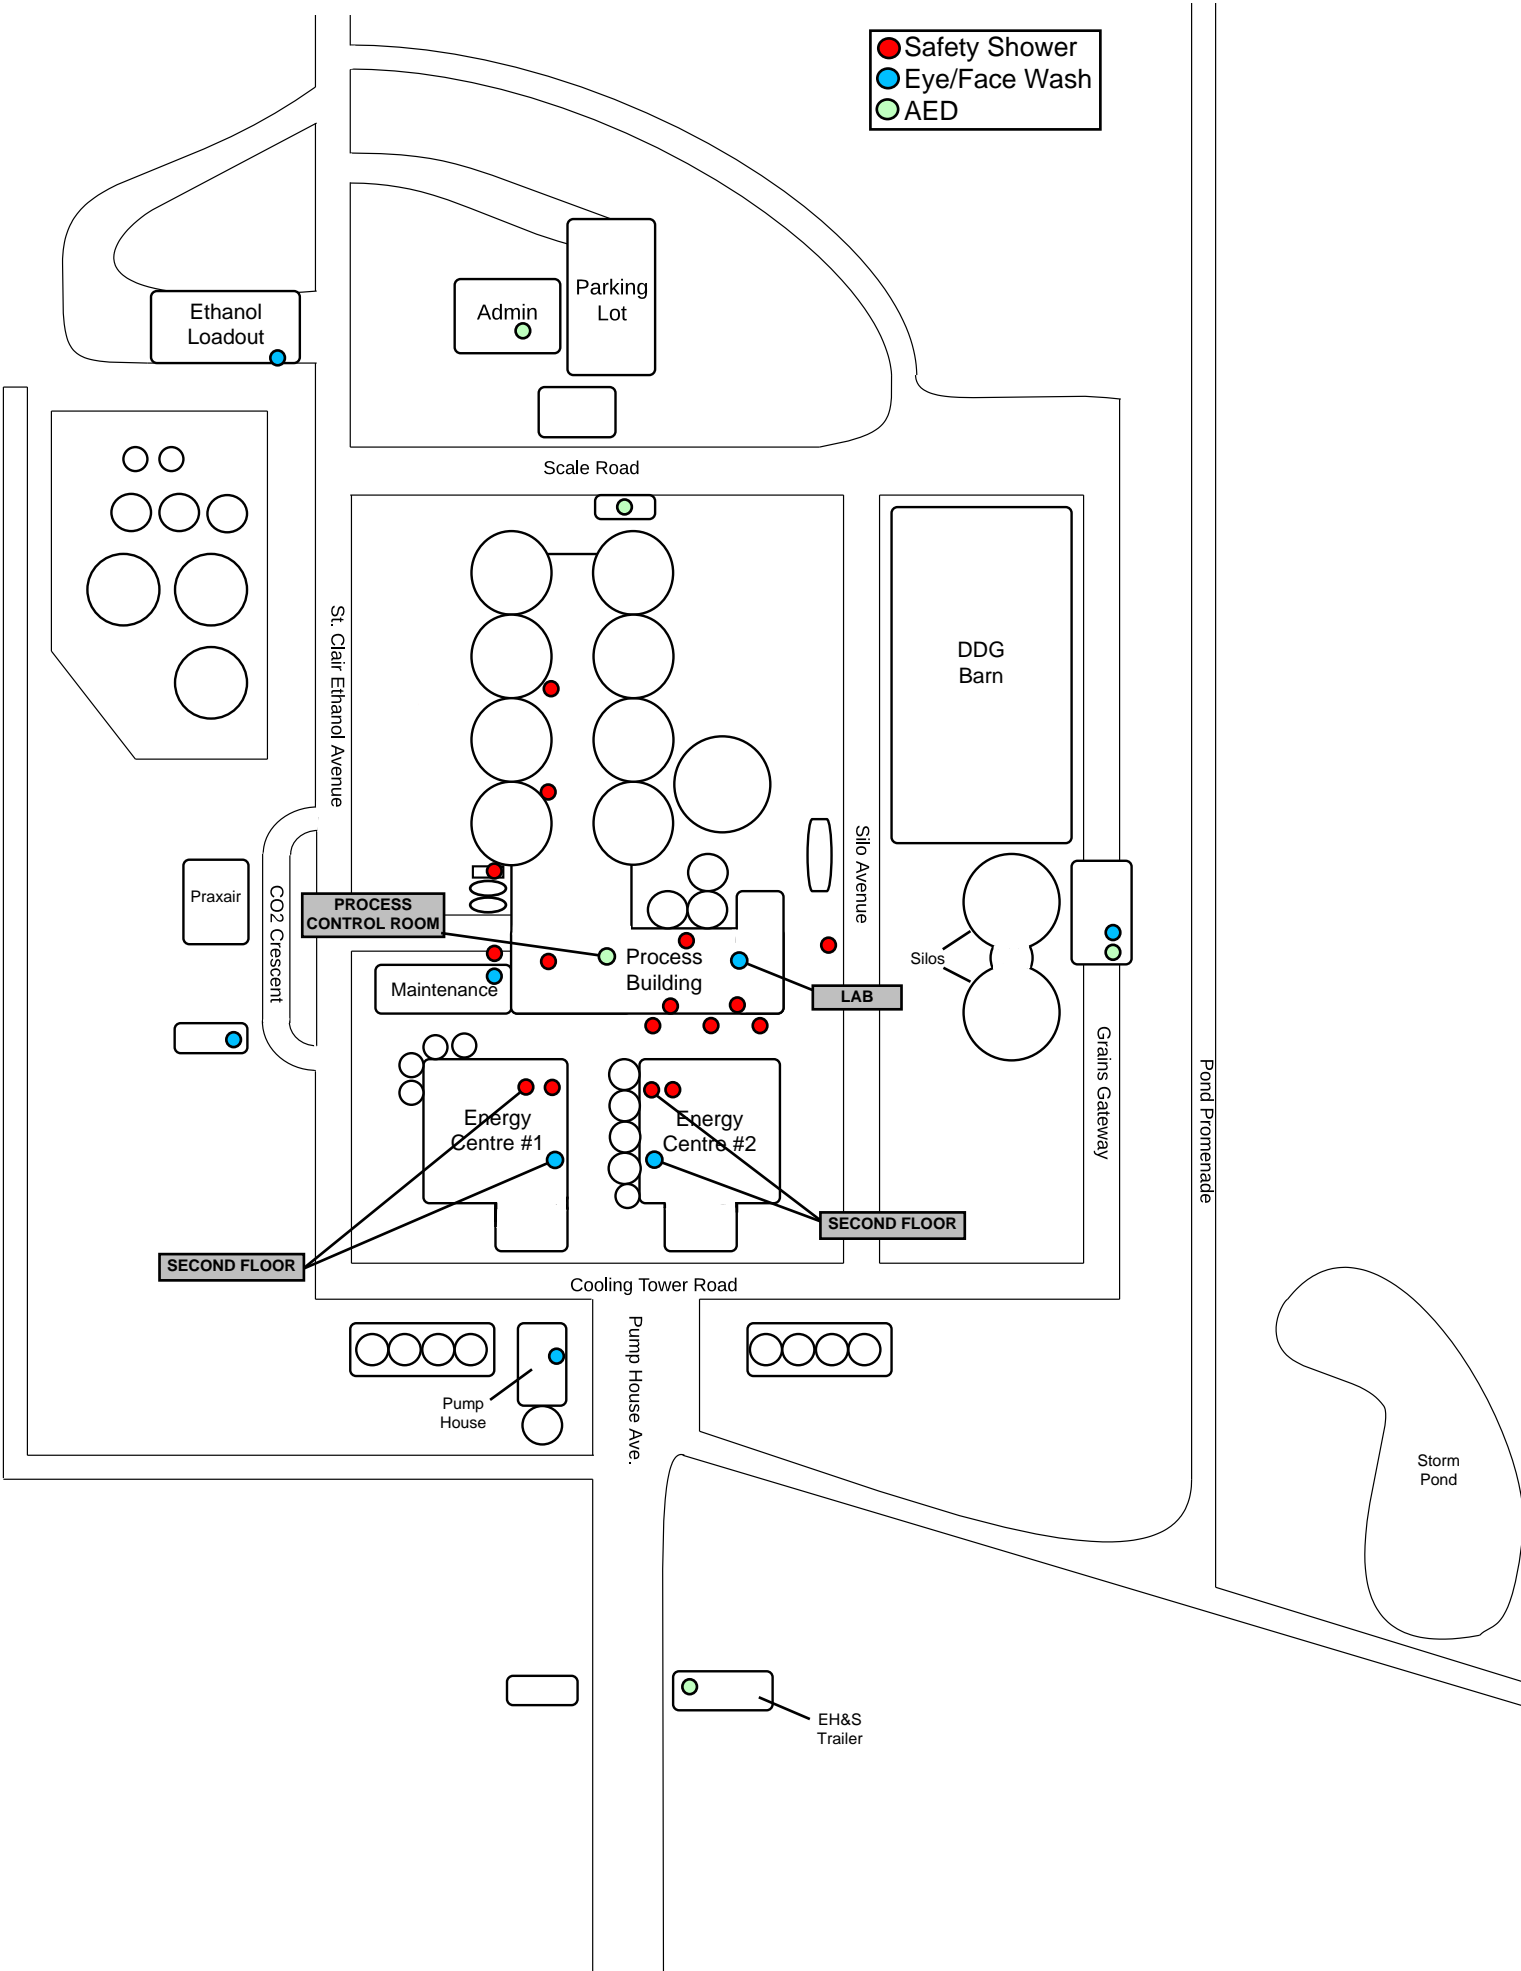 Safety Shower
Eye/Face Wash
AED
Ethanol
Loadout
Admin
Parking
Lot
Scale Road
St. Clair Ethanol Avenue
DDG
Barn
Silo Avenue
Praxair
CO2 Crescent
PROCESS
CONTROL ROOM
Process
Building
Maintenance
LAB
Silos
Grains Gateway
Pond Promenade
Energy
Centre #1
Energy
Centre #2
SECOND FLOOR
SECOND FLOOR
Cooling Tower Road
Pump House Ave.
Pump
House
Storm
Pond
EH&S
Trailer